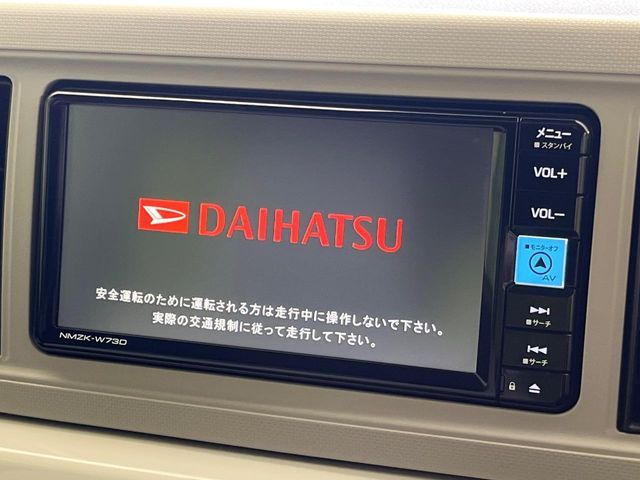 DAIHATSU
安全運転のために運転される方は走行中に操作しないで下さい。
実際の交通規制に従って走行して下さい。
NMZK-W73D
メニュー
■スタンバイ
VOL+
VOL−
■モニターオフ
AV
■サーチ
■サーチ